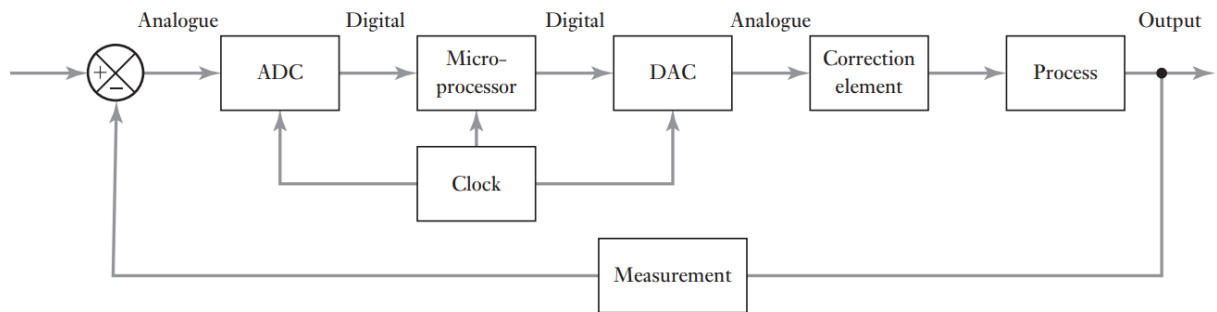 Analogue
Digital
Digital
Analogue
Output
+
−
ADC
Micro-
processor
DAC
Correction
element
Process
Clock
Measurement